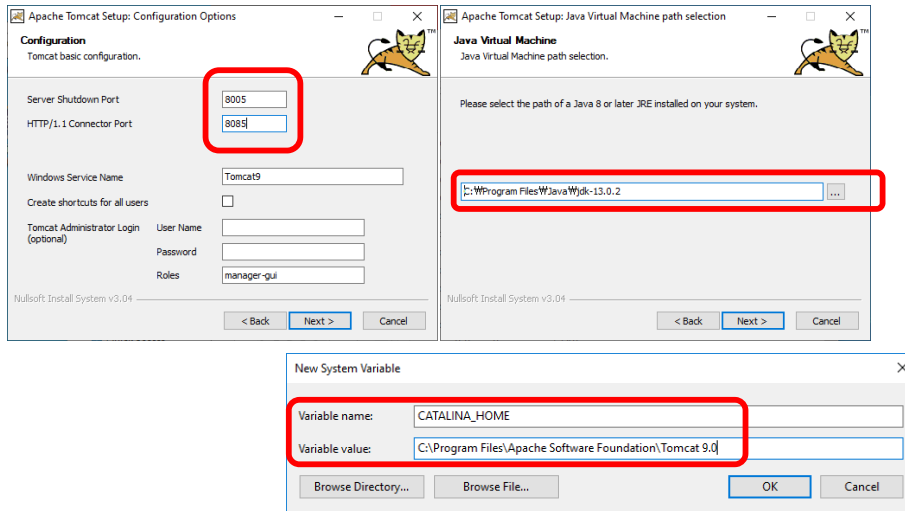 Apache Tomcat Setup: Configuration Options
Configuration
Tomcat basic configuration.
TM
Server Shutdown Port 8005
HTTP/1.1 Connector Port 8085
Windows Service Name Tomcat9
Create shortcuts for all users
Tomcat Administrator Login (optional)
User Name
Password
Roles manager-gui
Nullsoft Install System v3.04
< Back Next > Cancel
Apache Tomcat Setup: Java Virtual Machine path selection
Java Virtual Machine
Java Virtual Machine path selection.
TM
Please select the path of a Java 8 or later JRE installed on your system.
C:₩Program Files₩Java₩jdk-13.0.2 ...
Nullsoft Install System v3.04
< Back Next > Cancel
New System Variable
Variable name: CATALINA_HOME
Variable value: C:\Program Files\Apache Software Foundation\Tomcat 9.0
Browse Directory... Browse File... OK Cancel